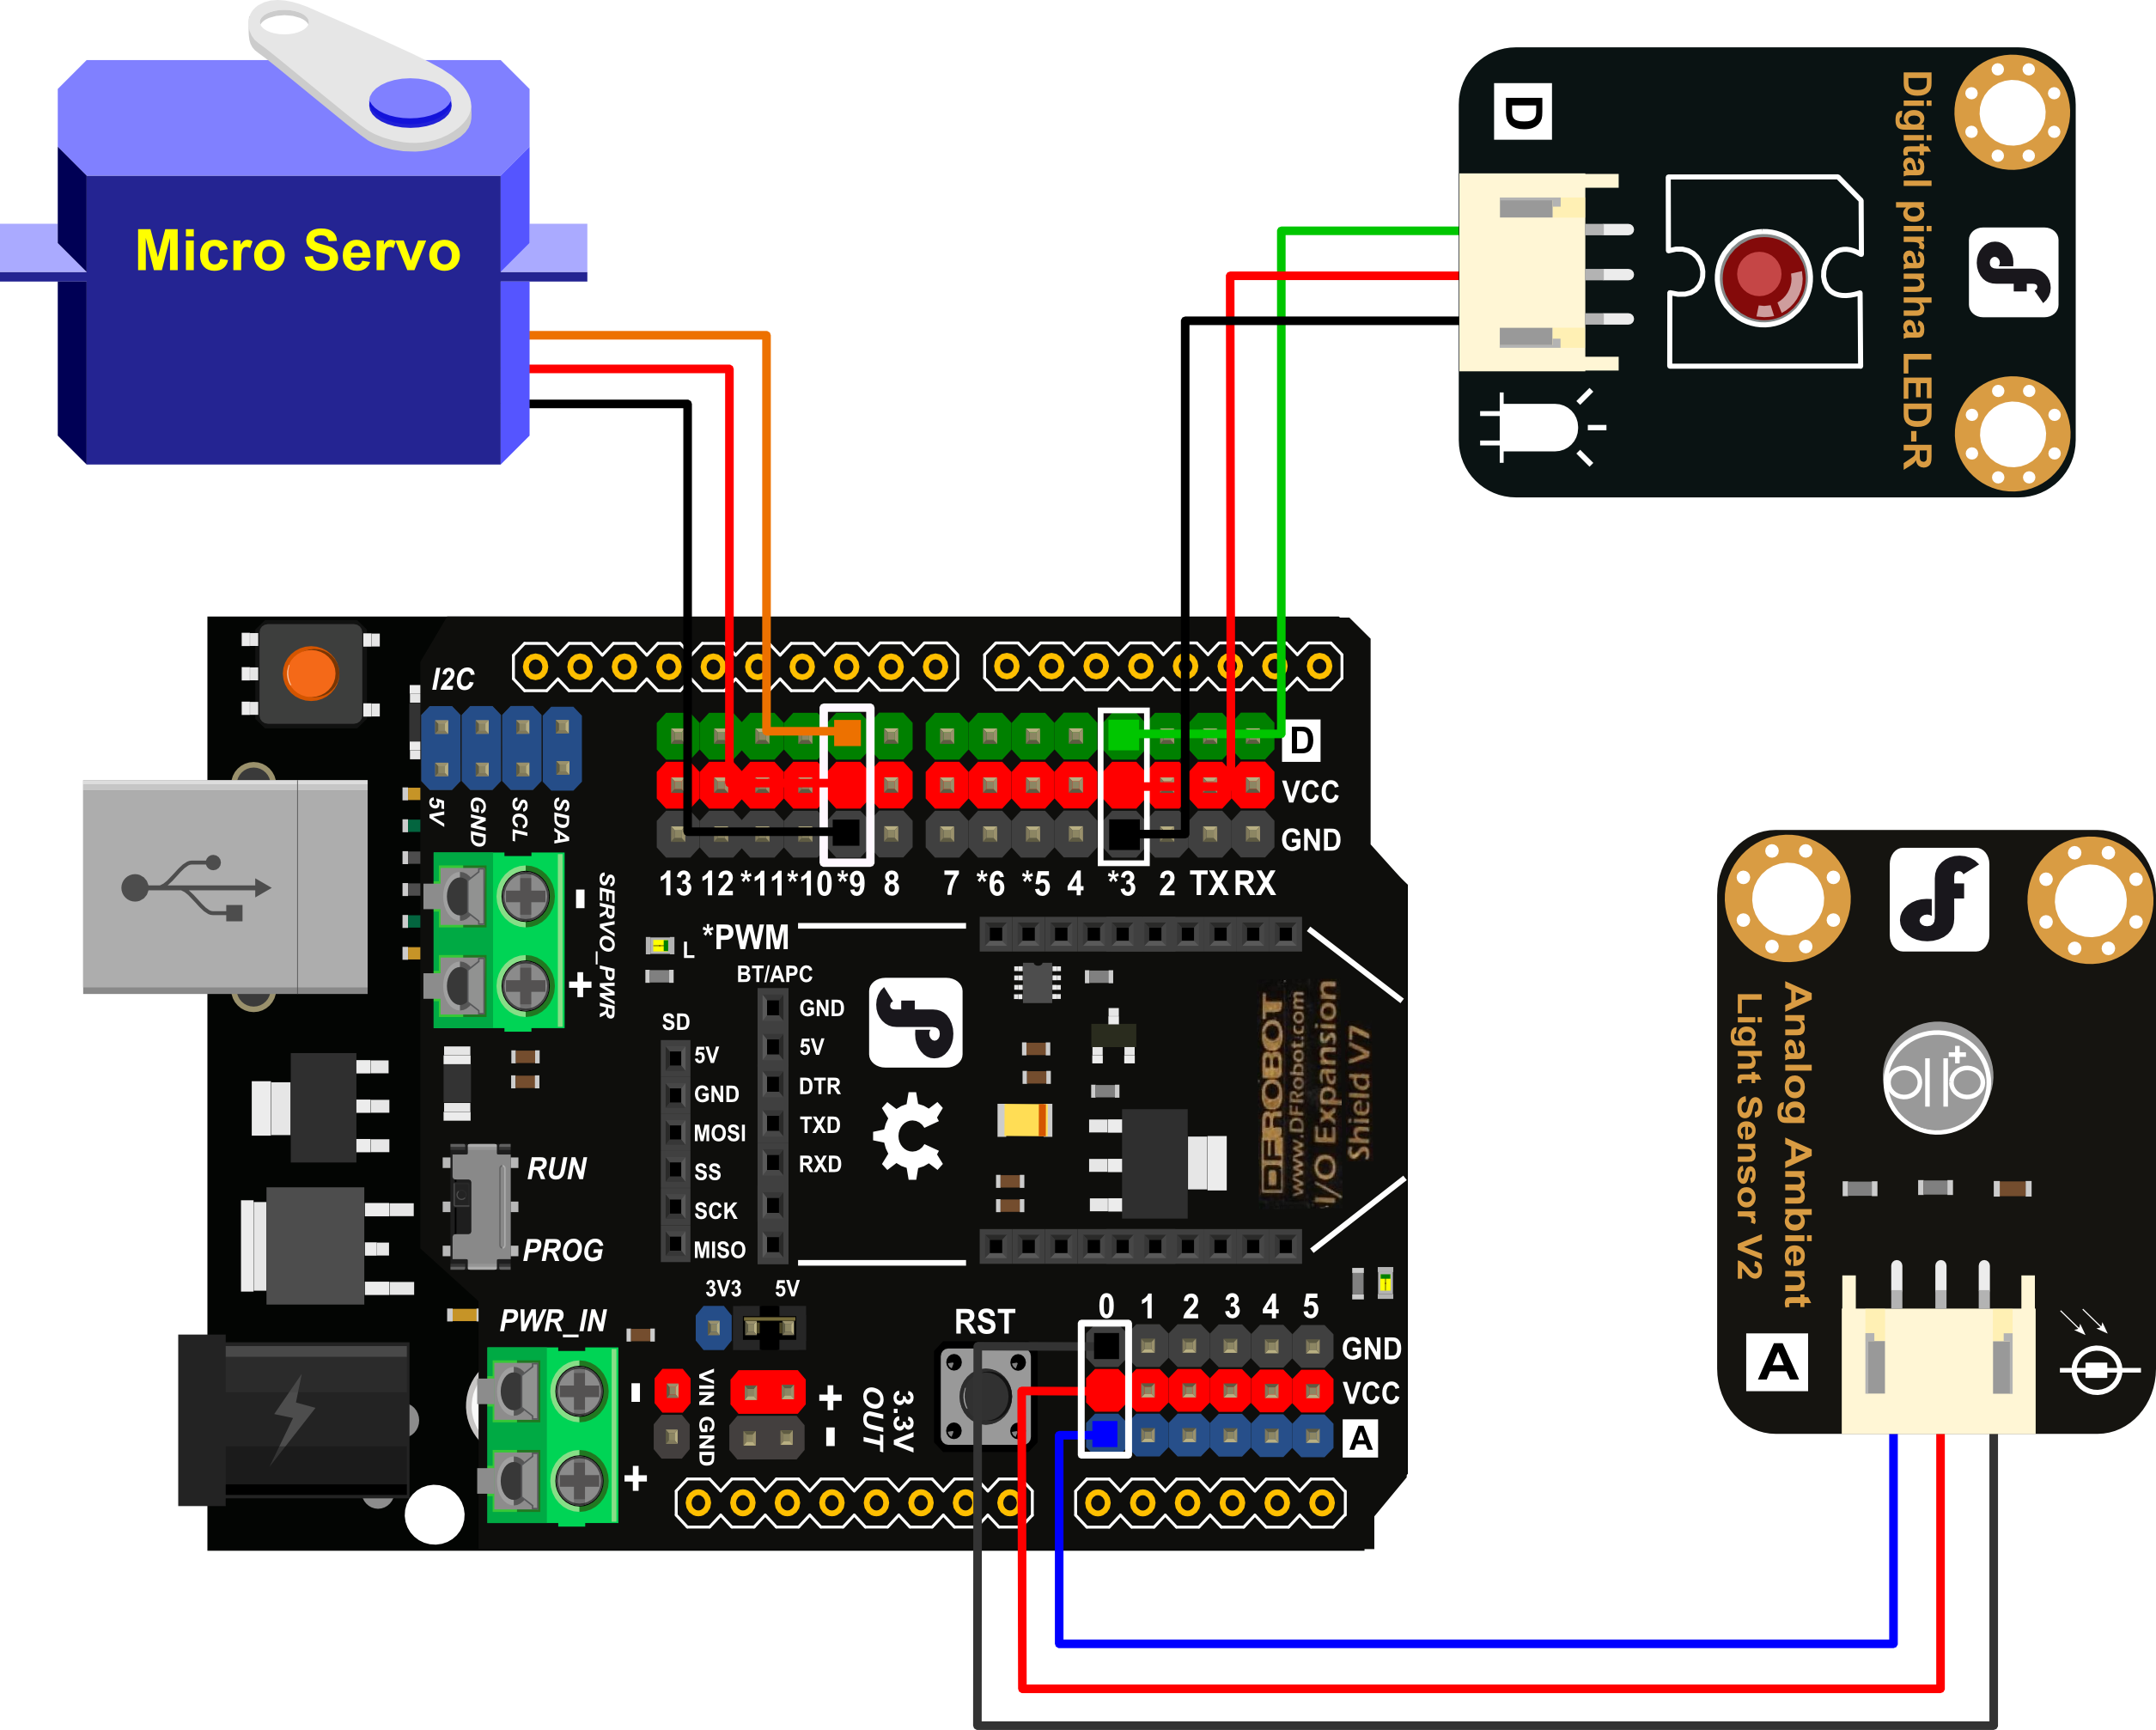 Micro Servo
D
Digital piranha LED-R
I2C
5V
GND
SCL
SDA
D
VCC
GND
13 12 *11 *10 *9 8 7 *6 *5 4 *3 2 TX RX
-
+
SERVO_PWR
L
*PWM
BT/APC
GND
5V
DTR
TXD
RXD
SD
5V
GND
MOSI
SS
SCK
MISO
DFROBOT
www.DFRobot.com
I/O Expansion
Shield V7
RUN
PROG
3V3 5V
PWR_IN
-
+
VIN GND
+
-
3.3V
OUT
RST
0 1 2 3 4 5
GND
VCC
A
Analog Ambient
Light Sensor V2
A
+